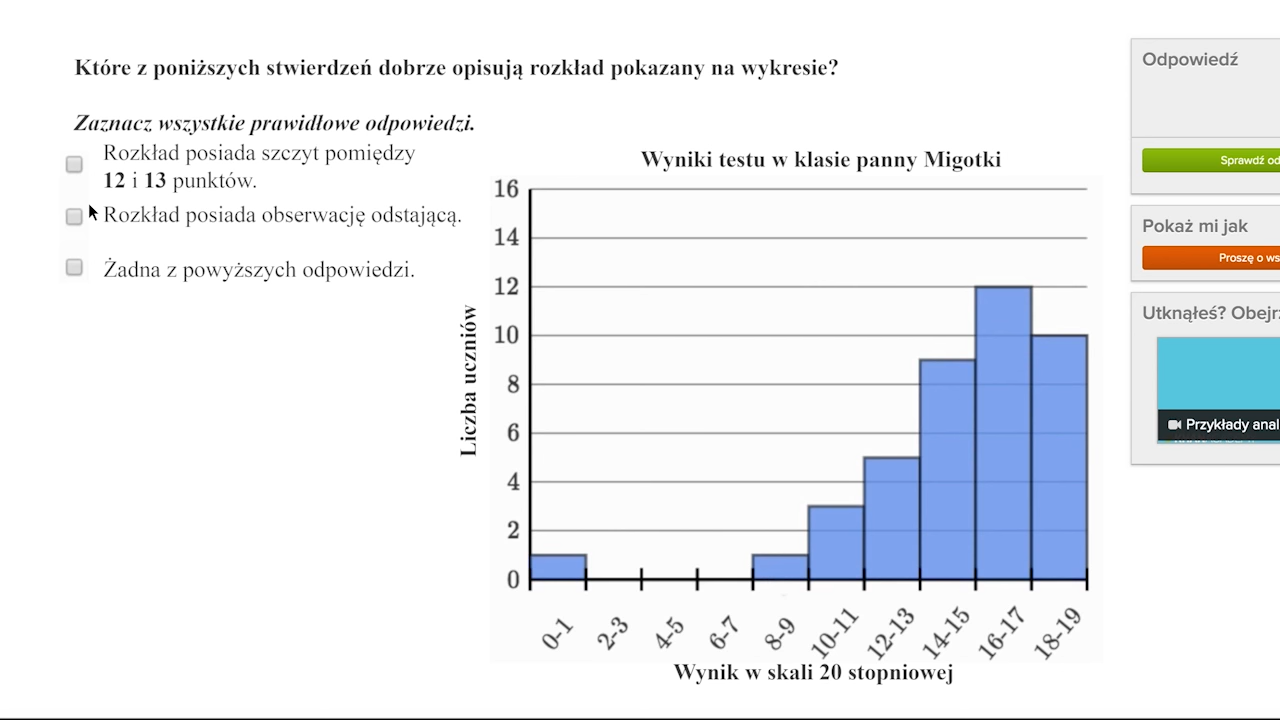 Które z poniższych stwierdzeń dobrze opisują rozkład pokazany na wykresie?
Zaznacz wszystkie prawidłowe odpowiedzi.
Rozkład posiada szczyt pomiędzy
12 i 13 punktów.
Rozkład posiada obserwację odstającą.
Żadna z powyższych odpowiedzi.
Wyniki testu w klasie panny Migotki
Liczba uczniów
16
14
12
10
8
6
4
2
0
0-1
2-3
4-5
6-7
8-9
10-11
12-13
14-15
16-17
18-19
Wynik w skali 20 stopniowej
Odpowiedź
Sprawdź od
Pokaż mi jak
Proszę o ws
Utknąłeś? Obejr
Przykłady anal